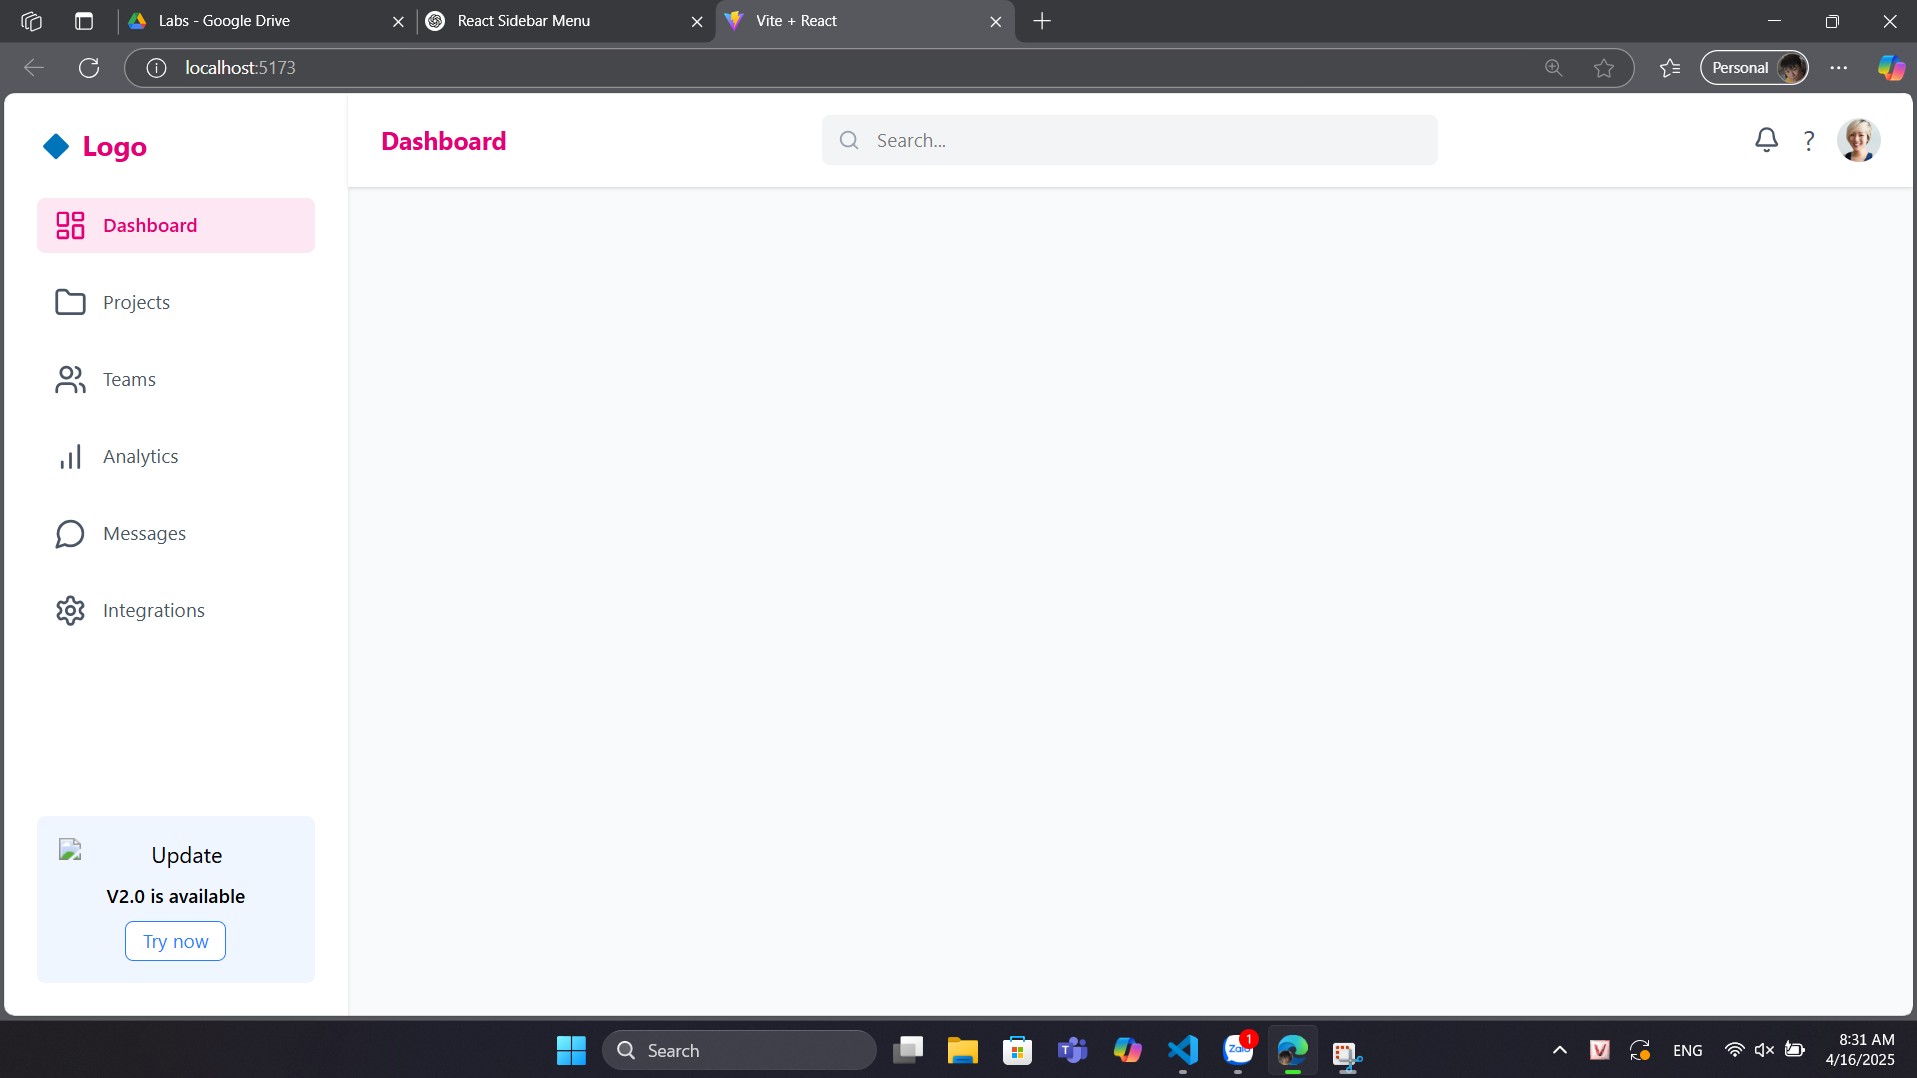 Labs - Google Drive
React Sidebar Menu
Vite + React
localhost:5173
Personal
Logo
Dashboard
Search...
?
Dashboard
Projects
Teams
Analytics
Messages
Integrations
Update
V2.0 is available
Try now
Search
Zalo
1
V
ENG
8:31 AM
4/16/2025